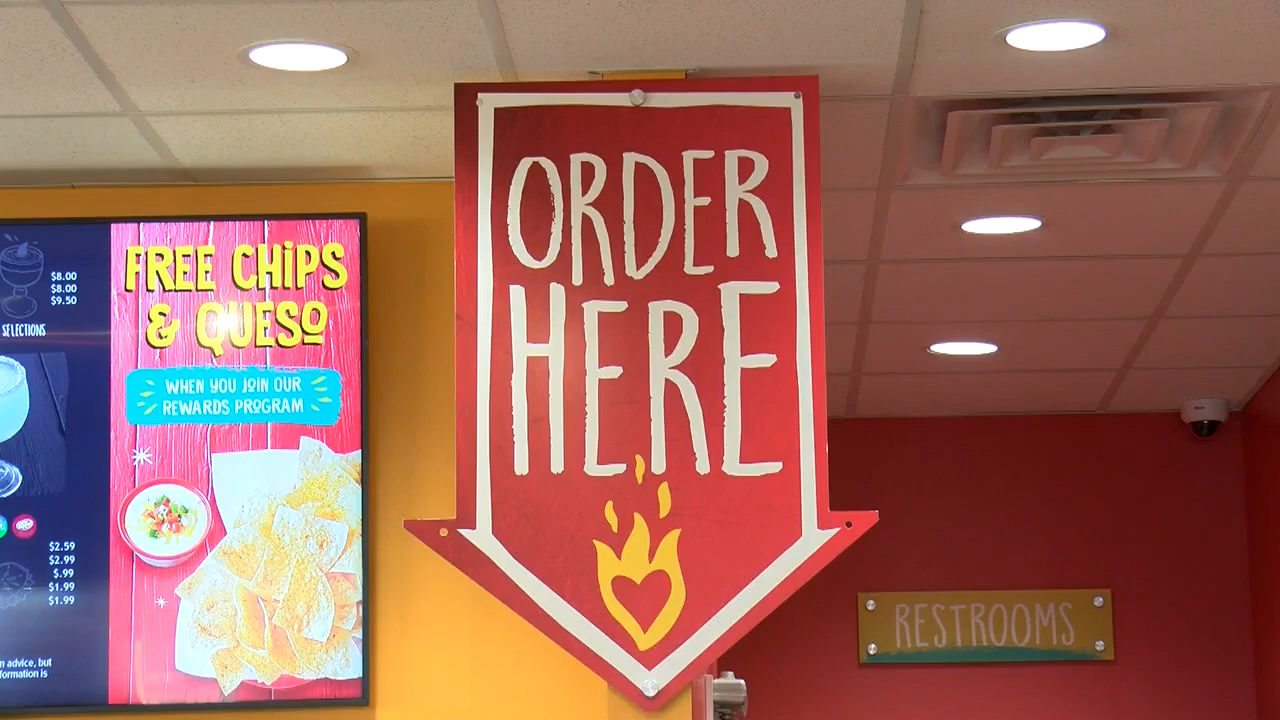 ORDER
HERE
FREE CHiPS
& QUESO
WHEN YOU JOIN OUR
REWARDS PROGRAM
$8.00
$8.00
$9.50
SELECTIONS
$2.59
$2.99
$.99
$1.99
$1.99
advice, but
is
RESTROOMS